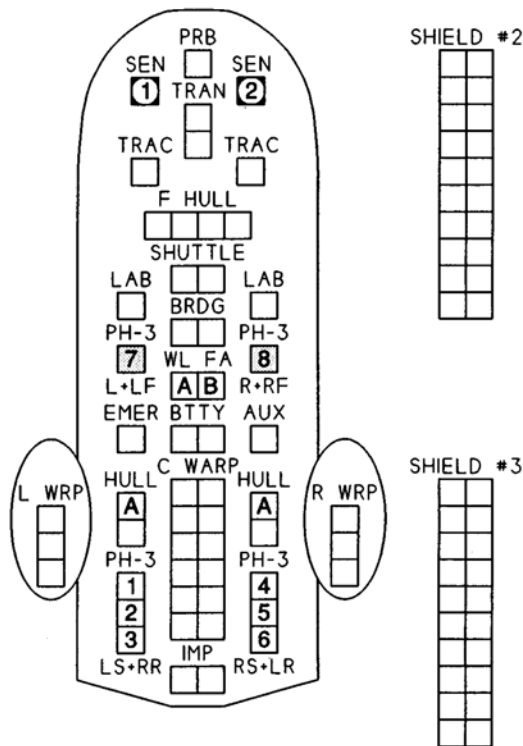 PRB
SHIELD #2
SEN SEN
1 TRAN 2
TRAC TRAC
F HULL
SHUTTLE
LAB LAB
BRDG
PH-3 PH-3
7 WL FA 8
L+LF A B R+RF
EMER BTTY AUX
C WARP
SHIELD #3
L WRP HULL HULL R WRP
A A
PH-3 PH-3
1 4
2 5
3 6
IMP
LS+RR RS+LR